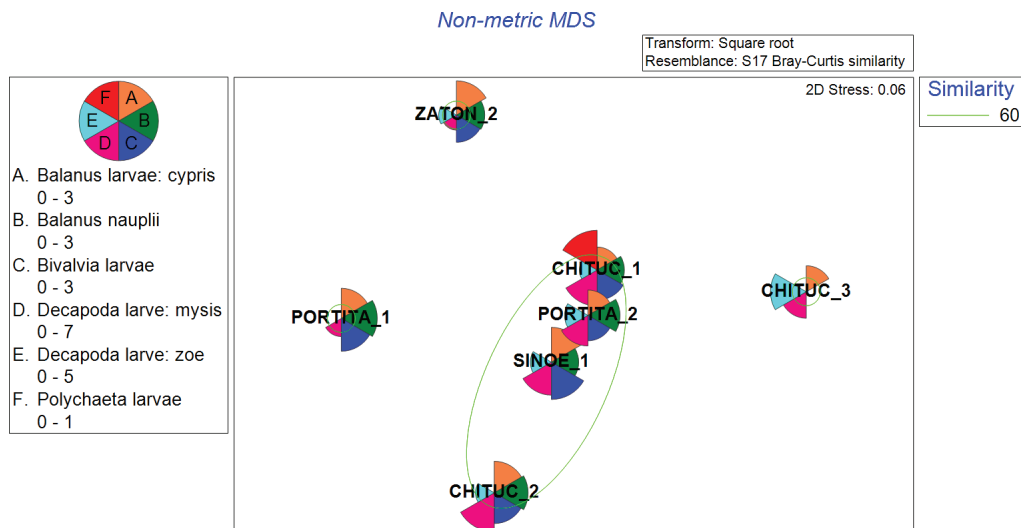 Non-metric MDS
Transform: Square root
Resemblance: S17 Bray-Curtis similarity
F
A
E
B
D
C
A. Balanus larvae: cypris
0 - 3
B. Balanus nauplii
0 - 3
C. Bivalvia larvae
0 - 3
D. Decapoda larve: mysis
0 - 7
E. Decapoda larve: zoe
0 - 5
F. Polychaeta larvae
0 - 1
2D Stress: 0.06
ZATON_2
CHITUC_1
CHITUC_3
PORTITA_1
PORTITA_2
SINOE_1
CHITUC_2
Similarity
60